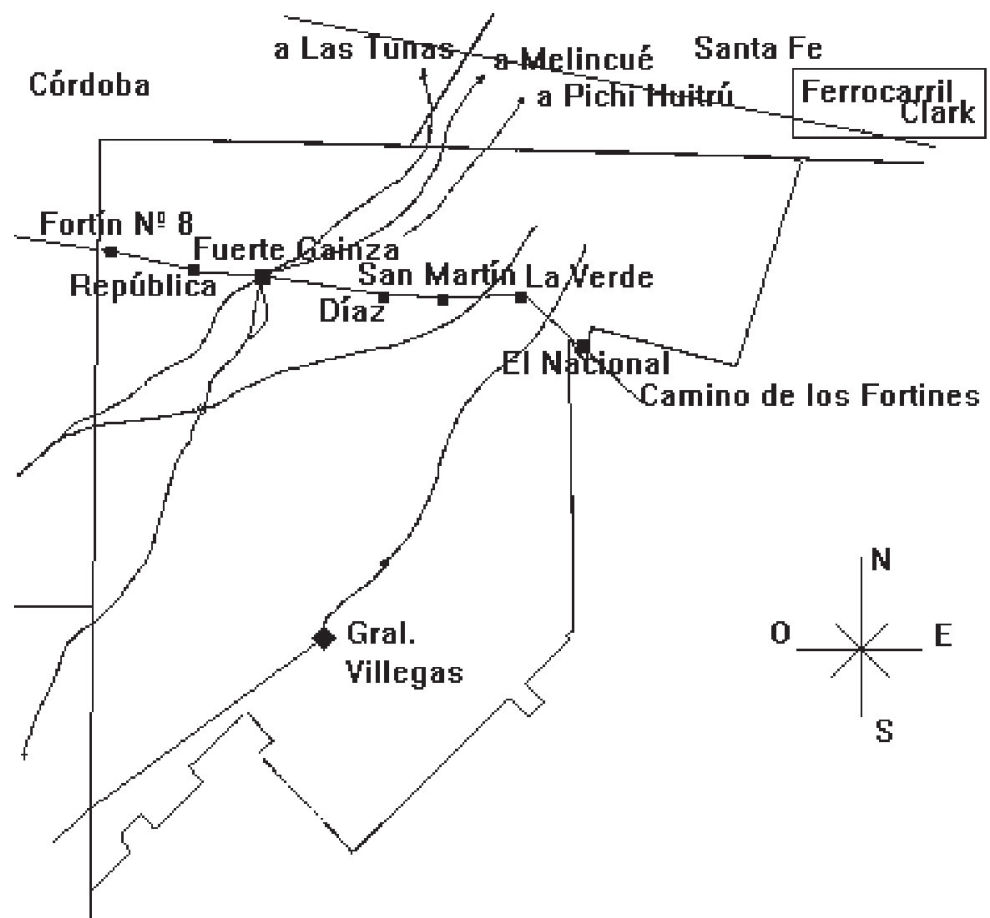 a Las Tunas
a Melincué
Santa Fe
Córdoba
a Pichi Huitrú
Ferrocarril
Clark
Fortín Nº 8
Fuerte Gainza
República
San Martín
La Verde
Díaz
El Nacional
Camino de los Fortines
N
O
E
S
Gral.
Villegas